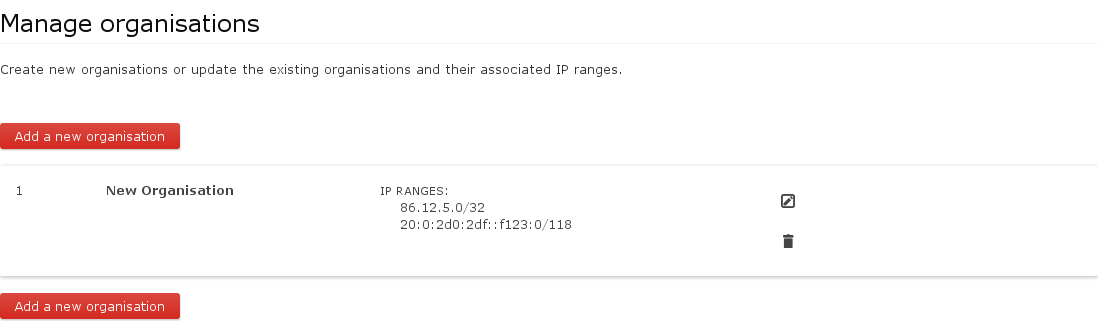 Manage organisations
Create new organisations or update the existing organisations and their associated IP ranges.
Add a new organisation
1 New Organisation IP RANGES:
86.12.5.0/32
20:0:2d0:2df::f123:0/118
Add a new organisation